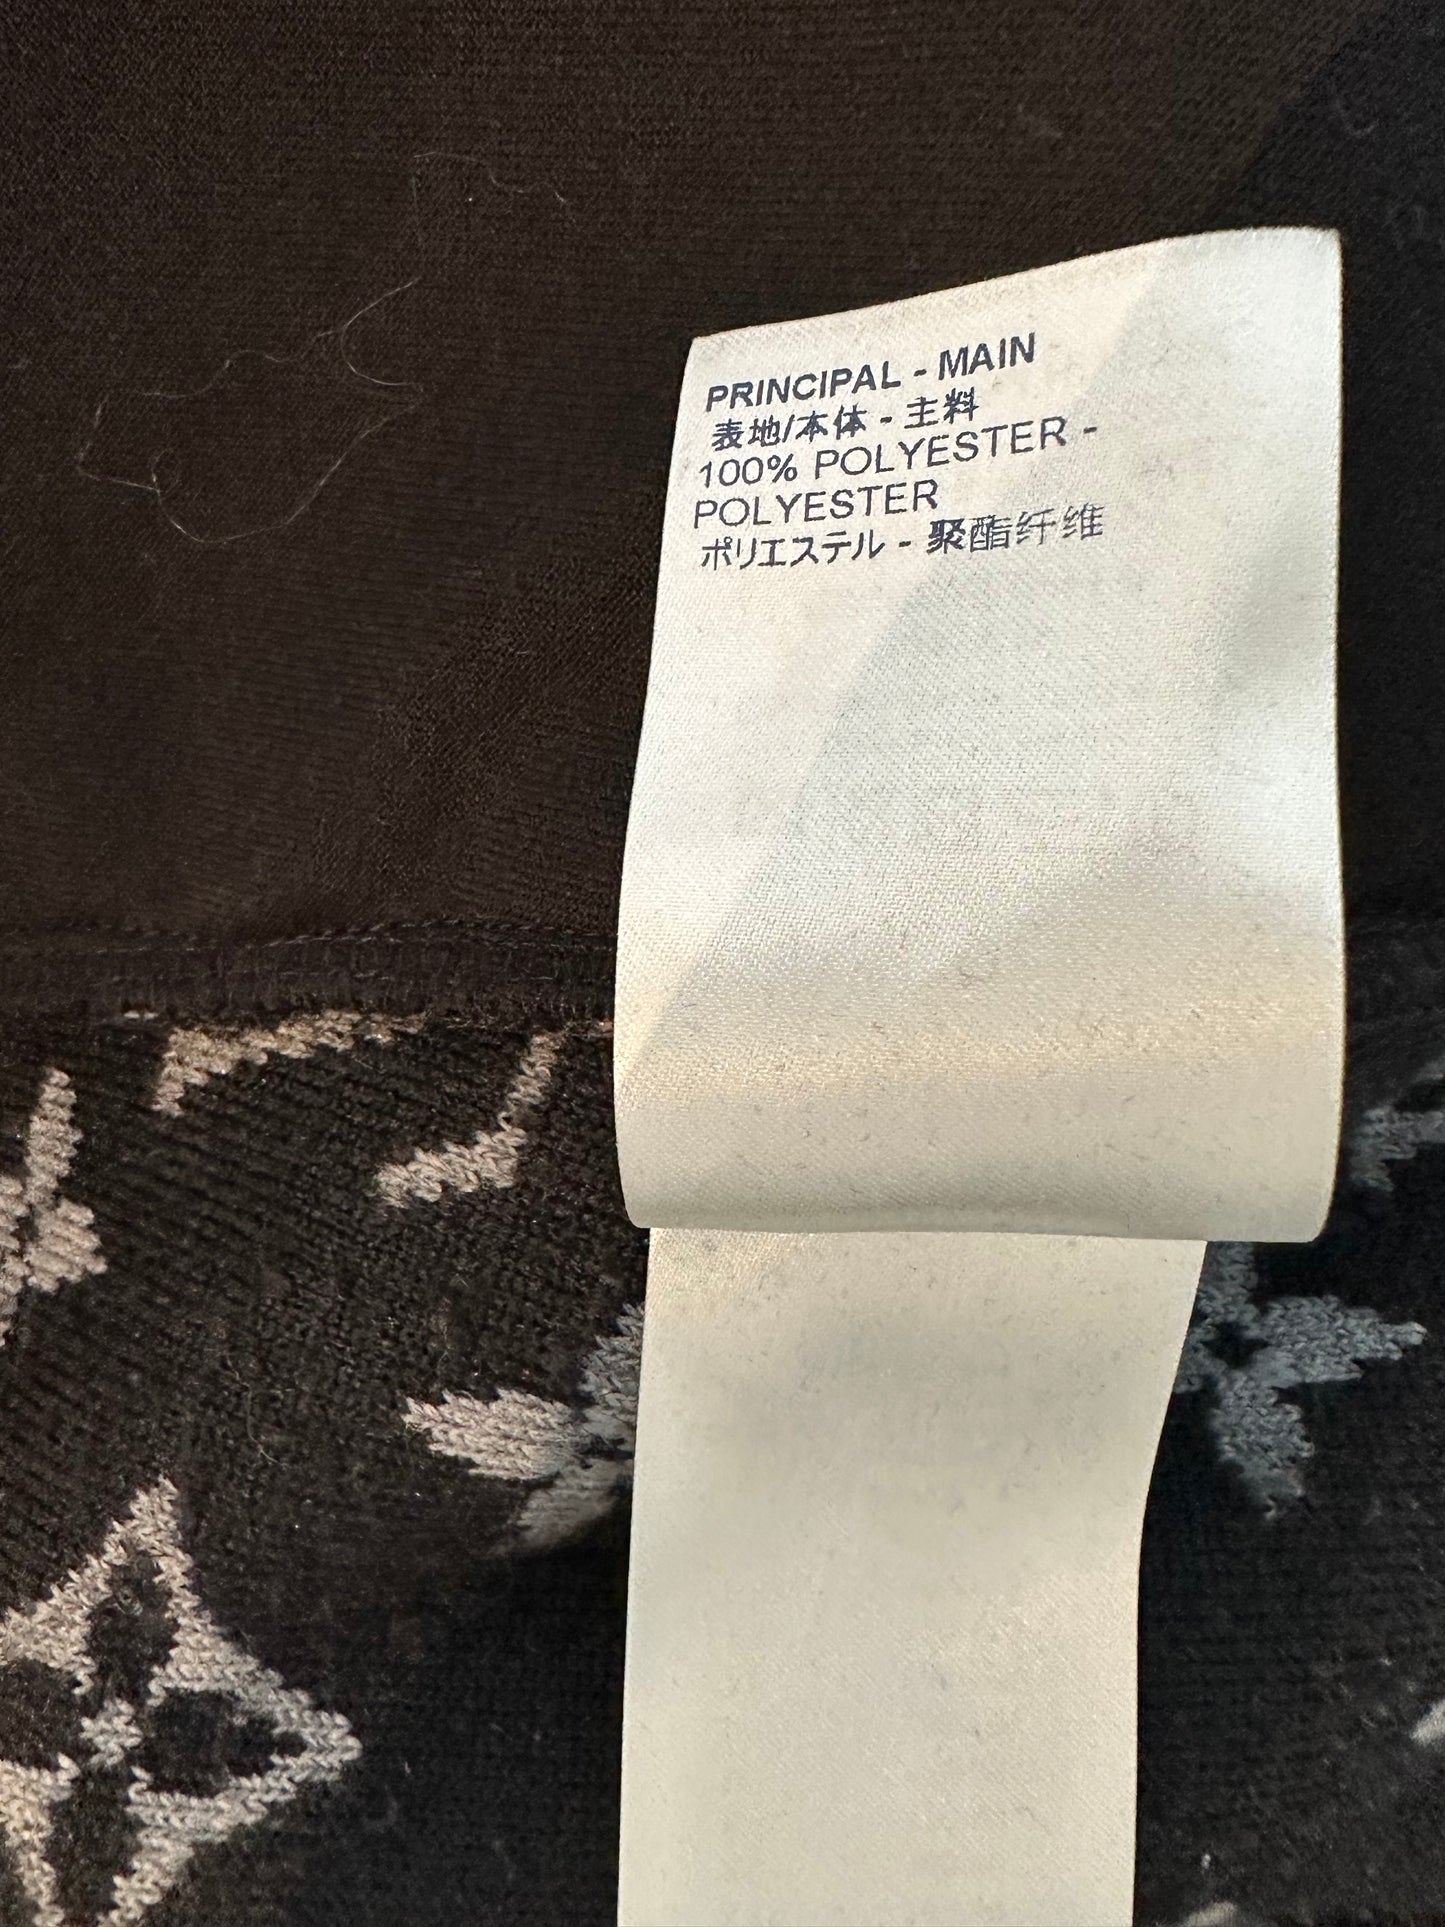 PRINCIPAL - MAIN
表地/本体 - 主料
100% POLYESTER -
POLYESTER
ポリエステル - 聚酯纤维